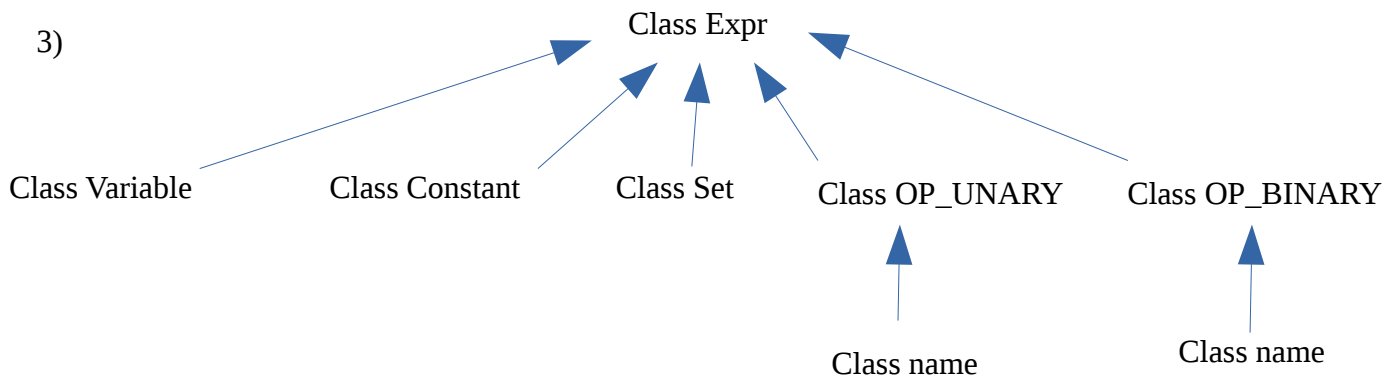 3)
Class Expr
Class Variable
Class Constant
Class Set
Class OP_UNARY
Class OP_BINARY
Class name
Class name